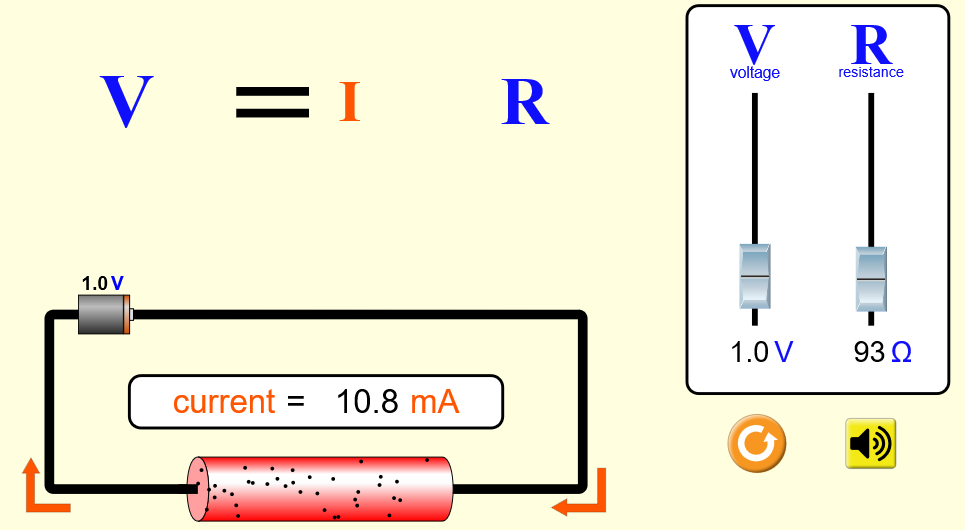 V = I R
V R
voltage resistance
1.0 V 93 Ω
1.0 V
current = 10.8 mA